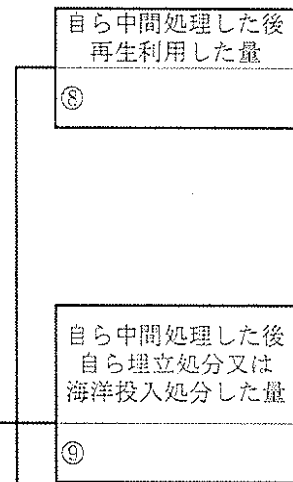 自ら中間処理した後
再生利用した量
⑧
自ら中間処理した後
自ら埋立処分又は
海洋投入処分した量
⑨